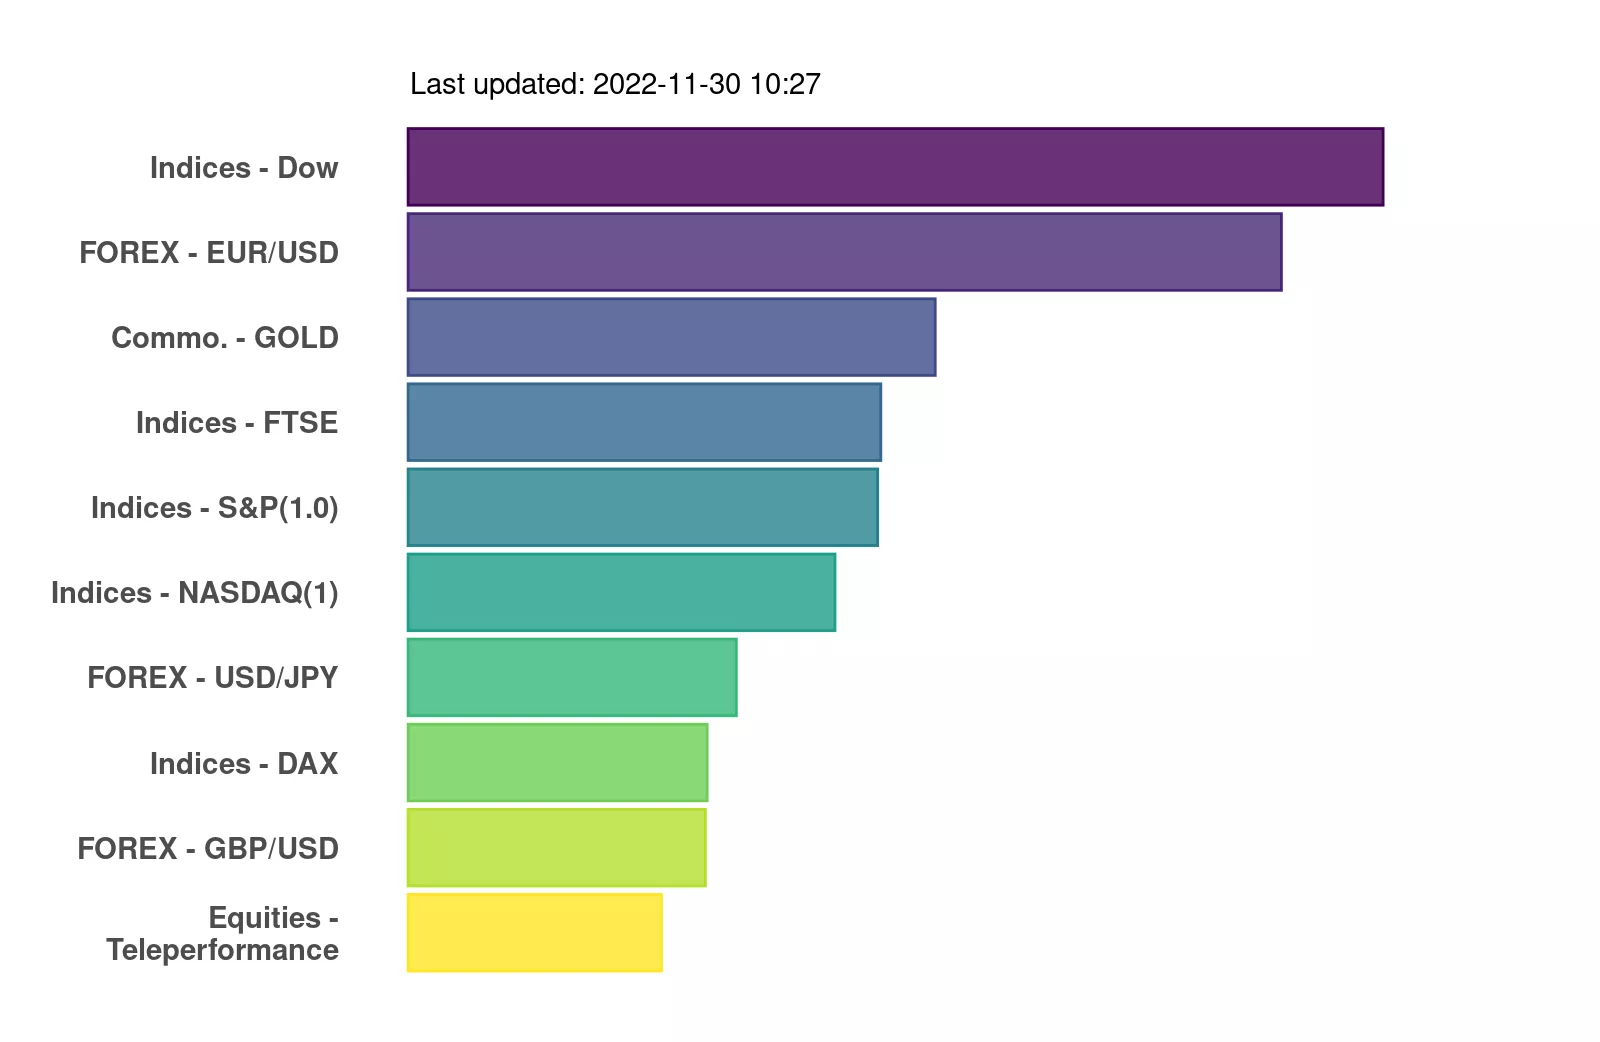 Last updated: 2022-11-30 10:27
Indices - Dow
FOREX - EUR/USD
Commo. - GOLD
Indices - FTSE
Indices - S&P(1.0)
Indices - NASDAQ(1)
FOREX - USD/JPY
Indices - DAX
FOREX - GBP/USD
Equities -
Teleperformance